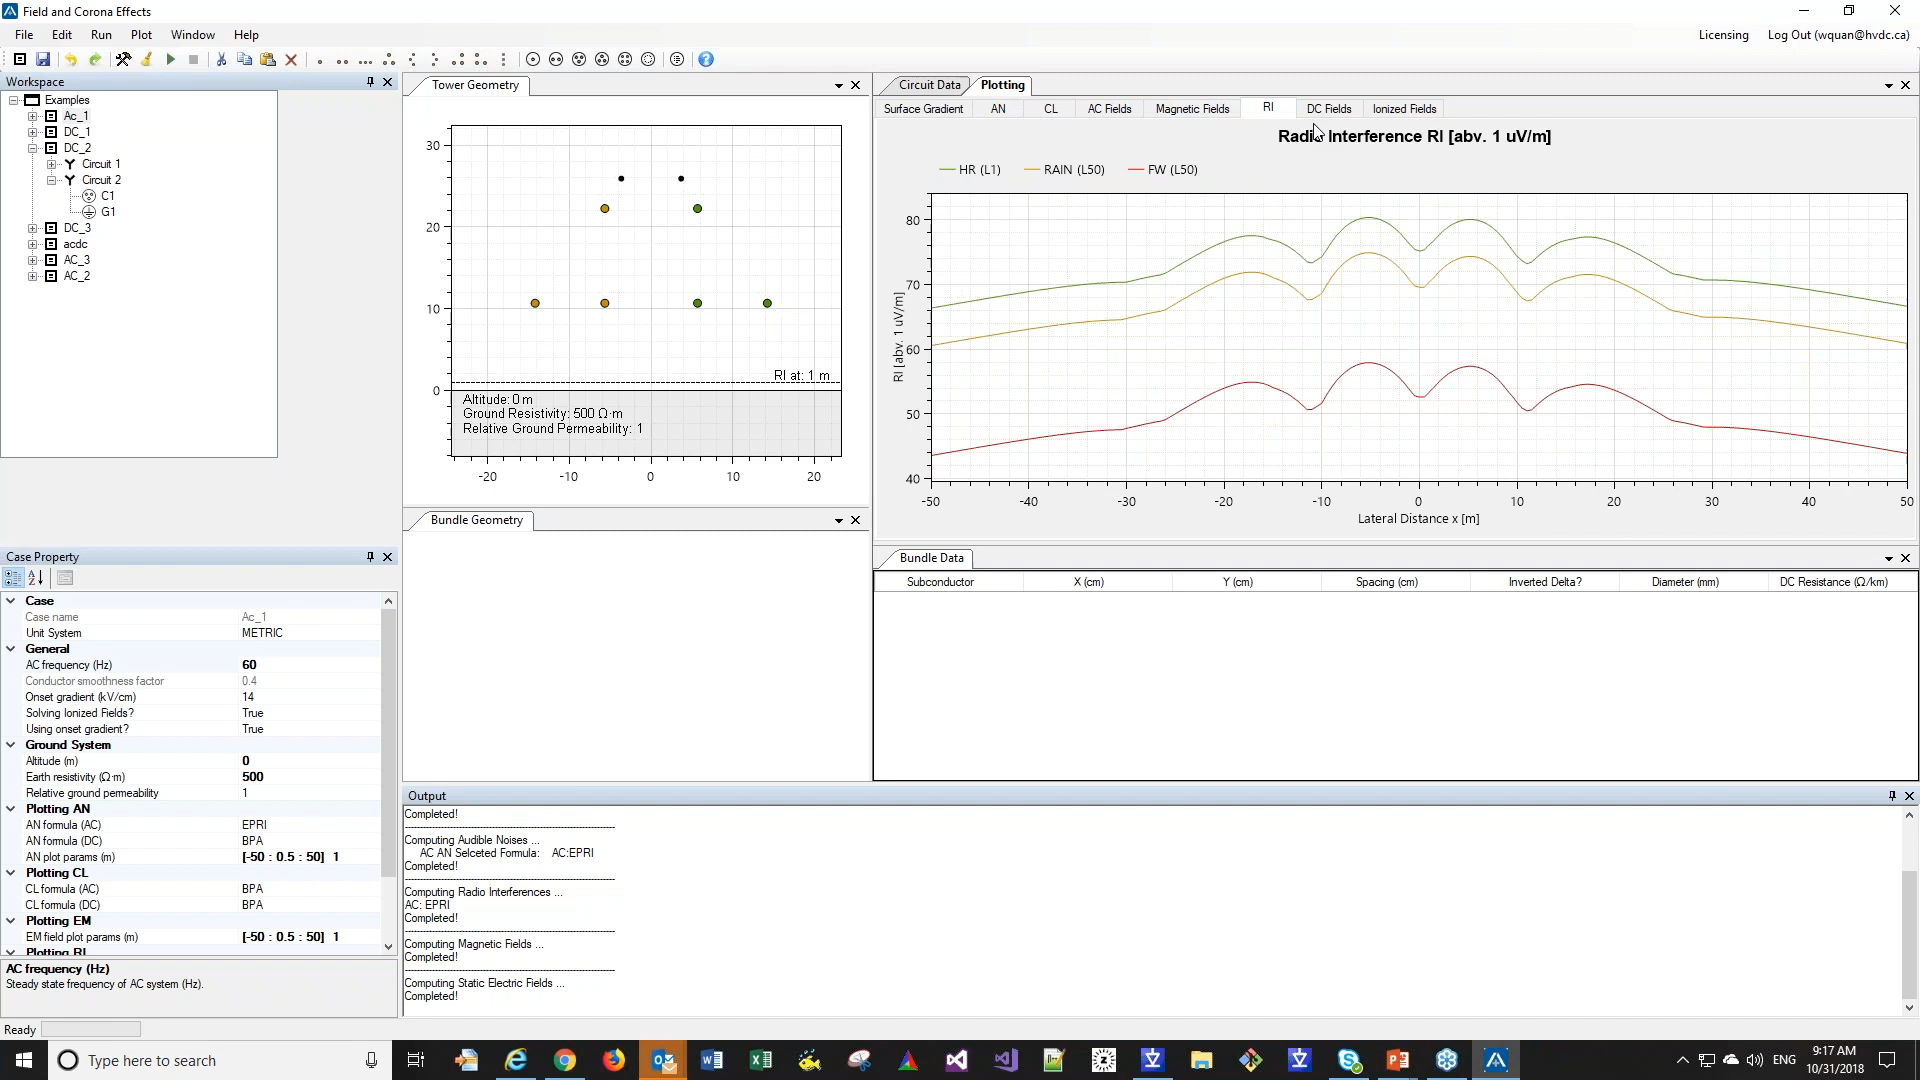 Field and Corona Effects
File Edit Run Plot Window Help
Licensing Log Out (wquan@hvdc.ca)
Workspace
Examples
Ac_1
DC_1
DC_2
Circuit 1
Circuit 2
C1
G1
DC_3
acdc
AC_3
AC_2
Tower Geometry
30
20
10
0
RI at: 1 m
Altitude: 0 m
Ground Resistivity: 500 Ω·m
Relative Ground Permeability: 1
-20 -10 0 10 20
Bundle Geometry
Circuit Data Plotting
Surface Gradient AN CL AC Fields Magnetic Fields RI DC Fields Ionized Fields
Radio Interference RI [abv. 1 uV/m]
HR (L1) RAIN (L50) FW (L50)
RI [abv. 1 uV/m]
80
70
60
50
40
-50 -40 -30 -20 -10 0 10 20 30 40 50
Lateral Distance x [m]
Bundle Data
Subconductor X (cm) Y (cm) Spacing (cm) Inverted Delta? Diameter (mm) DC Resistance (Ω/km)
Case Property
Case
Case name Ac_1
Unit System METRIC
General
AC frequency (Hz) 60
Conductor smoothness factor 0.4
Onset gradient (kV/cm) 14
Solving Ionized Fields? True
Using onset gradient? True
Ground System
Altitude (m) 0
Earth resistivity (Ω·m) 500
Relative ground permeability 1
Plotting AN
AN formula (AC) EPRI
AN formula (DC) BPA
AN plot params (m) [-50 : 0.5 : 50] 1
Plotting CL
CL formula (AC) BPA
CL formula (DC) BPA
Plotting EM
EM field plot params (m) [-50 : 0.5 : 50] 1
Plotting RI
AC frequency (Hz)
Steady state frequency of AC system (Hz).
Output
Completed!
Computing Audible Noises ...
AC AN Selceted Formula: AC:EPRI
Completed!
Computing Radio Interferences ...
AC: EPRI
Completed!
Computing Magnetic Fields ...
Completed!
Computing Static Electric Fields ...
Completed!
Ready
Type here to search
ENG
9:17 AM
10/31/2018